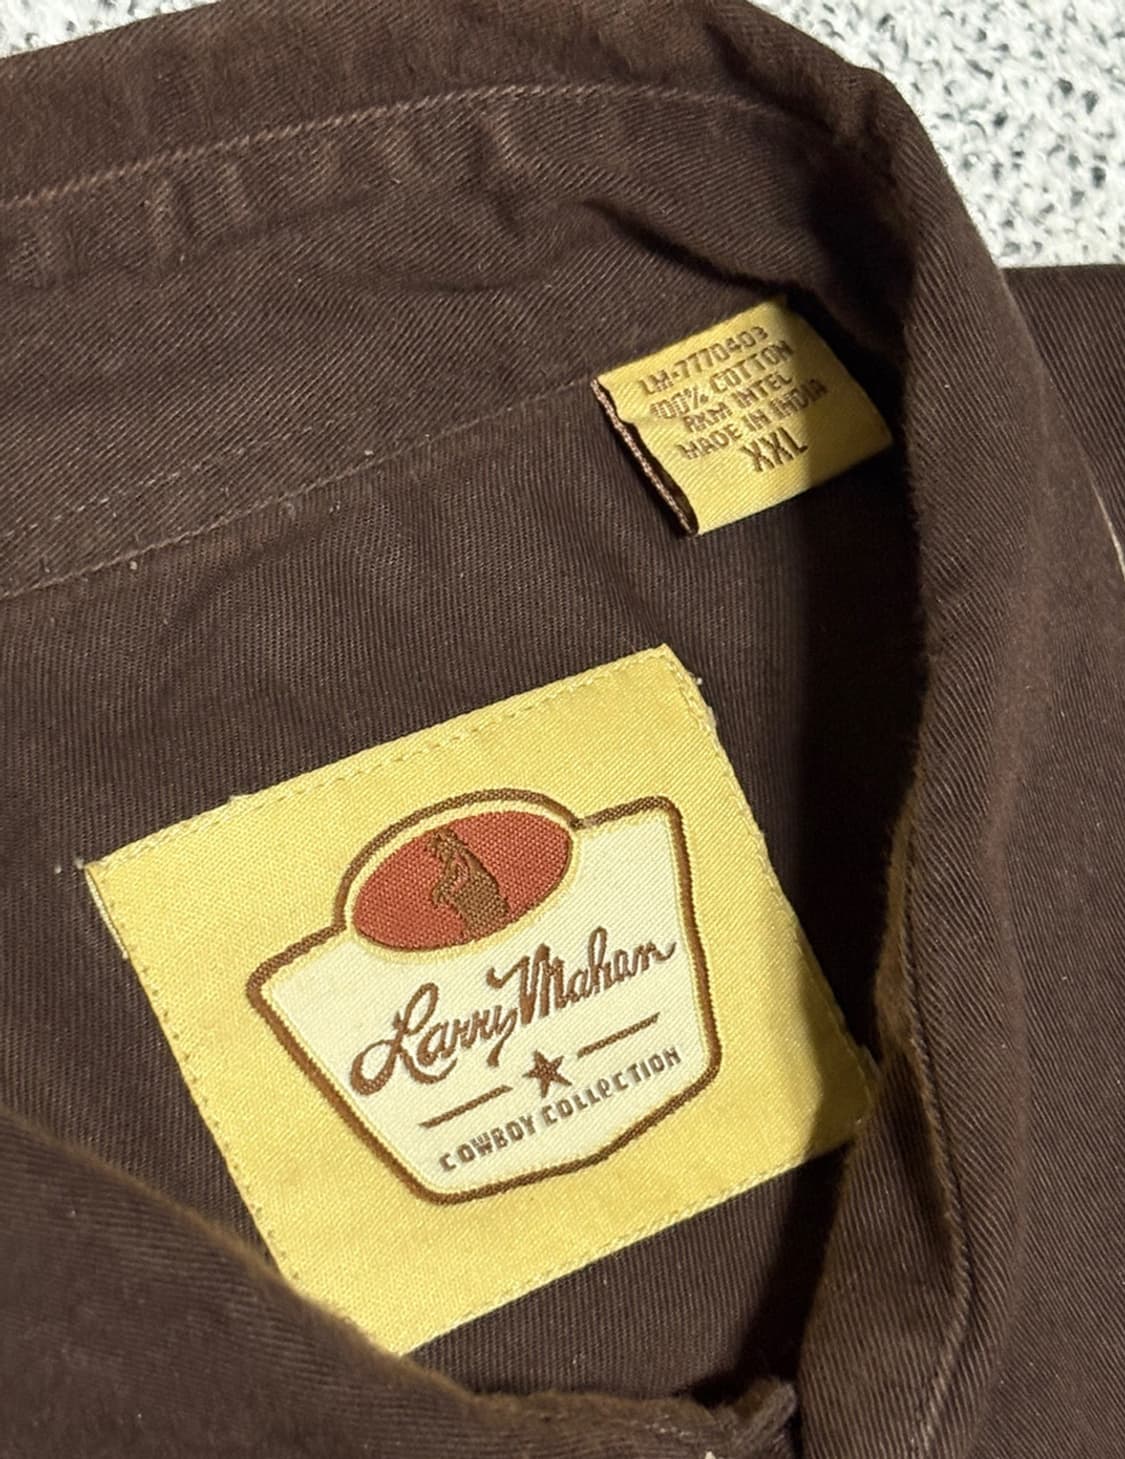 LM-7770403
100% COTTON
RKM INTEL
MADE IN INDIA
XXL
Larry Mahan
COWBOY COLLECTION